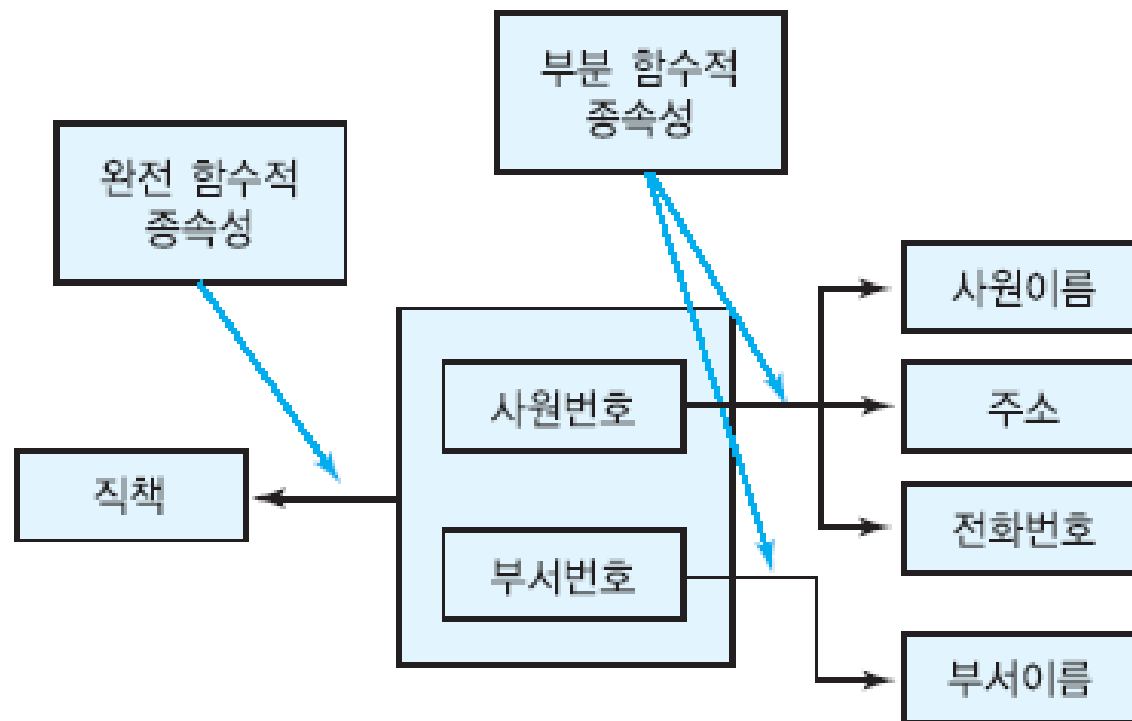 부분 함수적
종속성
완전 함수적
종속성
사원이름
사원번호
주소
직책
전화번호
부서번호
부서이름